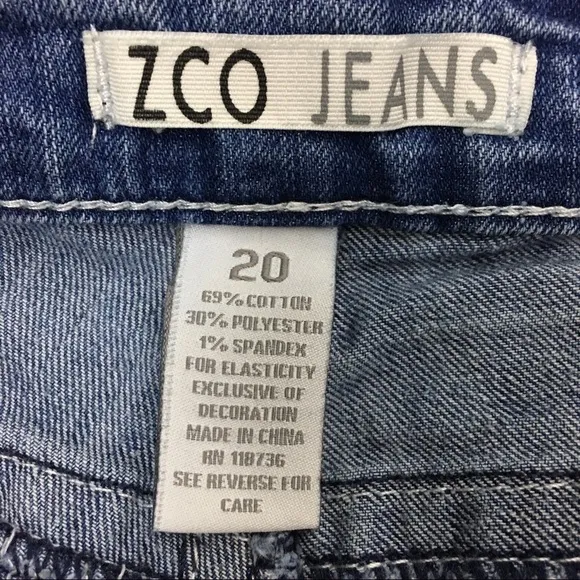 ZCO JEANS
20
69% COTTON
30% POLYESTER
1% SPANDEX
FOR ELASTICITY
EXCLUSIVE OF
DECORATION
MADE IN CHINA
RN 118736
SEE REVERSE FOR
CARE